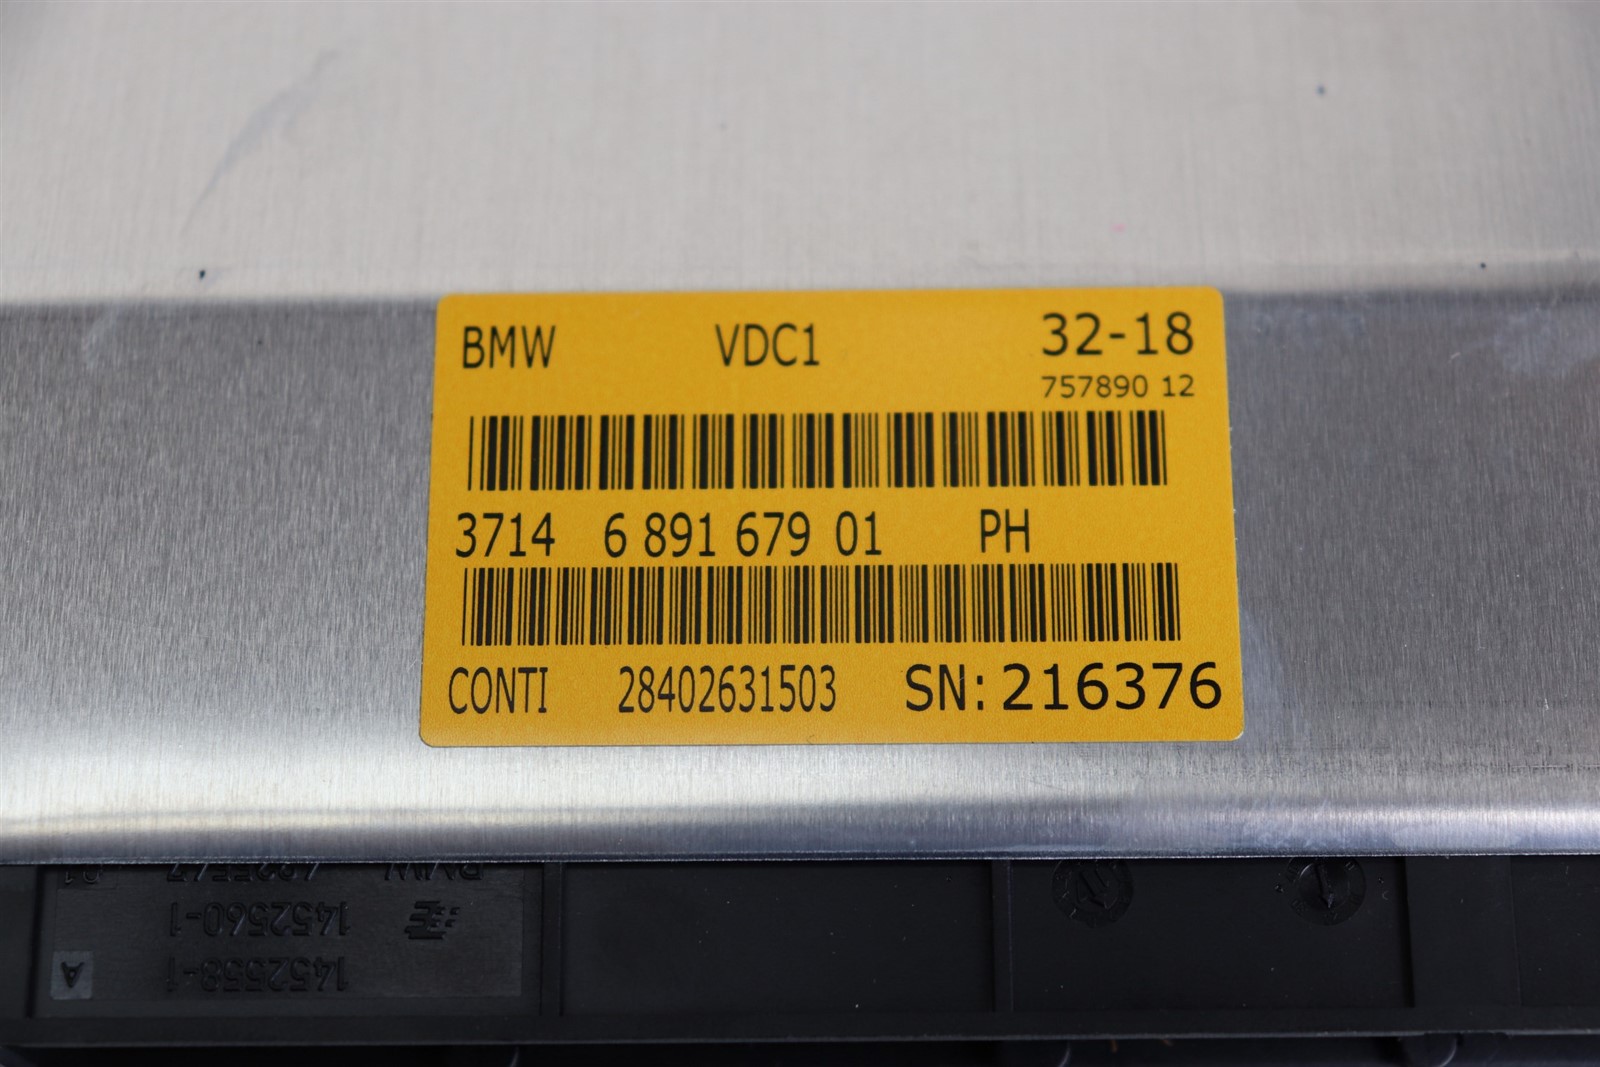 BMW VDC1 32-18
757890 12
3714 6 891 679 01 PH
CONTI 28402631503 SN: 216376
1452560-1
1452558-1
A